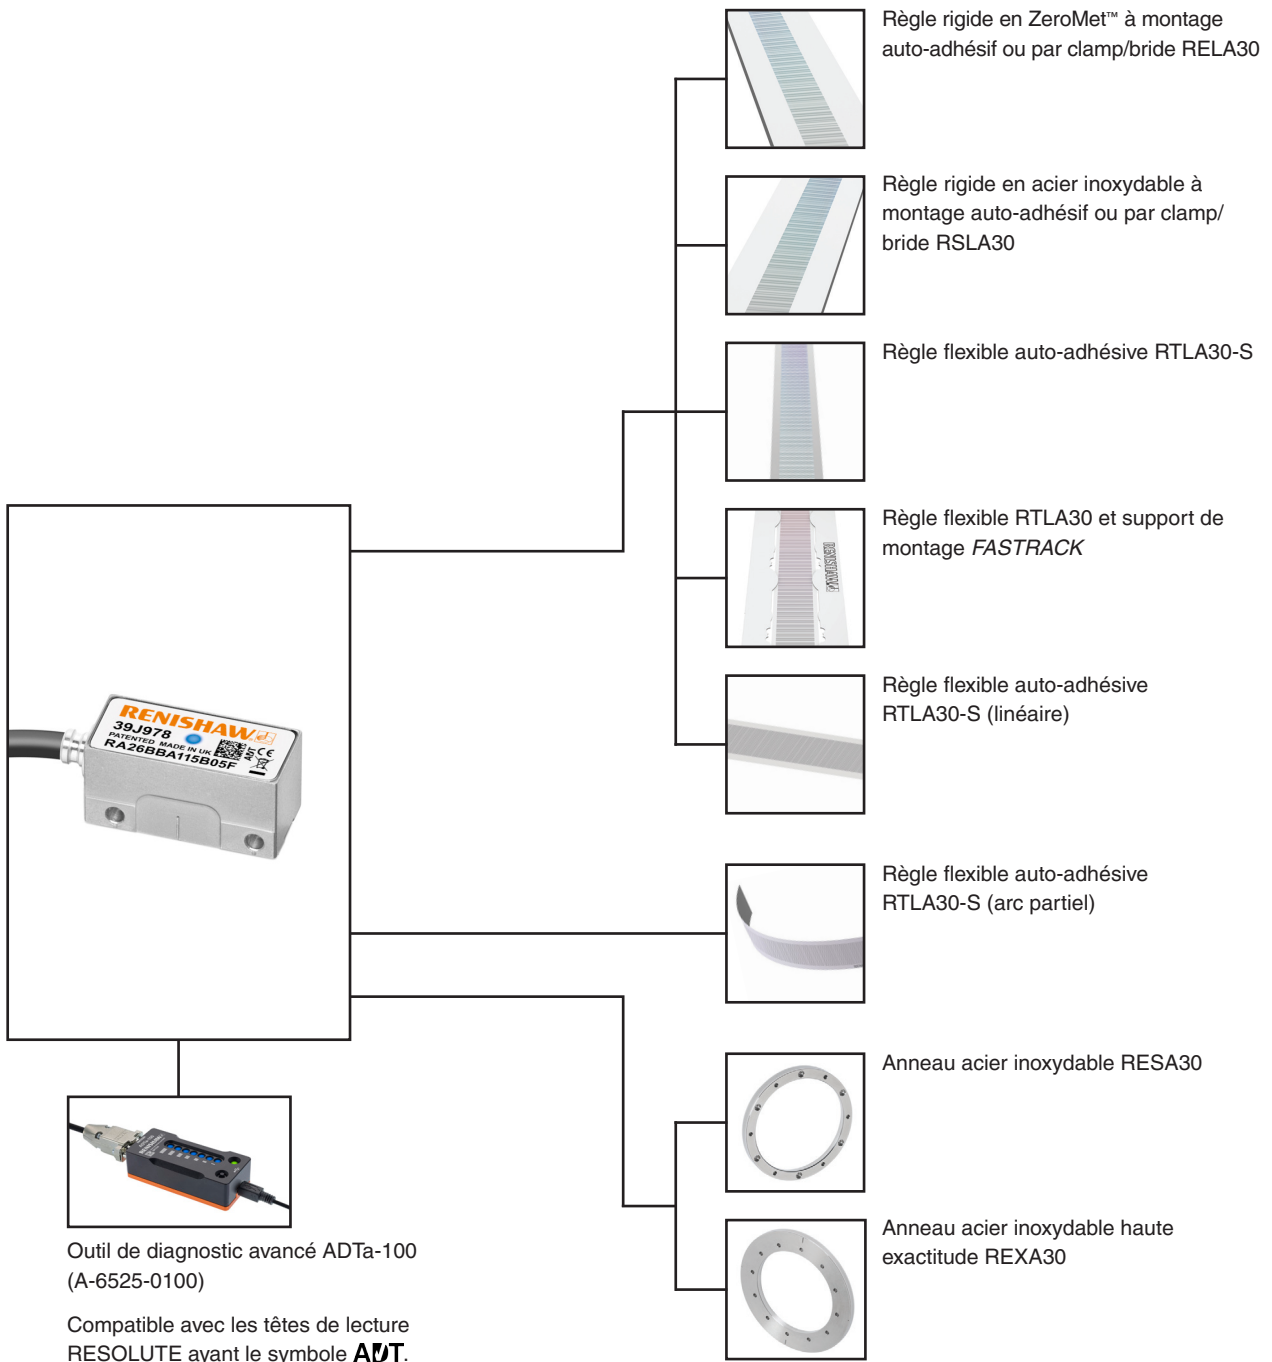 Règle rigide en ZeroMet™ à montage
auto-adhésif ou par clamp/bride RELA30
Règle rigide en acier inoxydable à
montage auto-adhésif ou par clamp/
bride RSLA30
Règle flexible auto-adhésive RTLA30-S
Règle flexible RTLA30 et support de
montage FASTRACK
RENISHAW
Règle flexible auto-adhésive
RTLA30-S (linéaire)
RENISHAW
39J978
PATENTED MADE IN UK
RA26BBA115B05F
ADT CE
Règle flexible auto-adhésive
RTLA30-S (arc partiel)
Anneau acier inoxydable RESA30
Anneau acier inoxydable haute
exactitude REXA30
Outil de diagnostic avancé ADTa-100
(A-6525-0100)
Compatible avec les têtes de lecture
RESOLUTE ayant le symbole ADT.